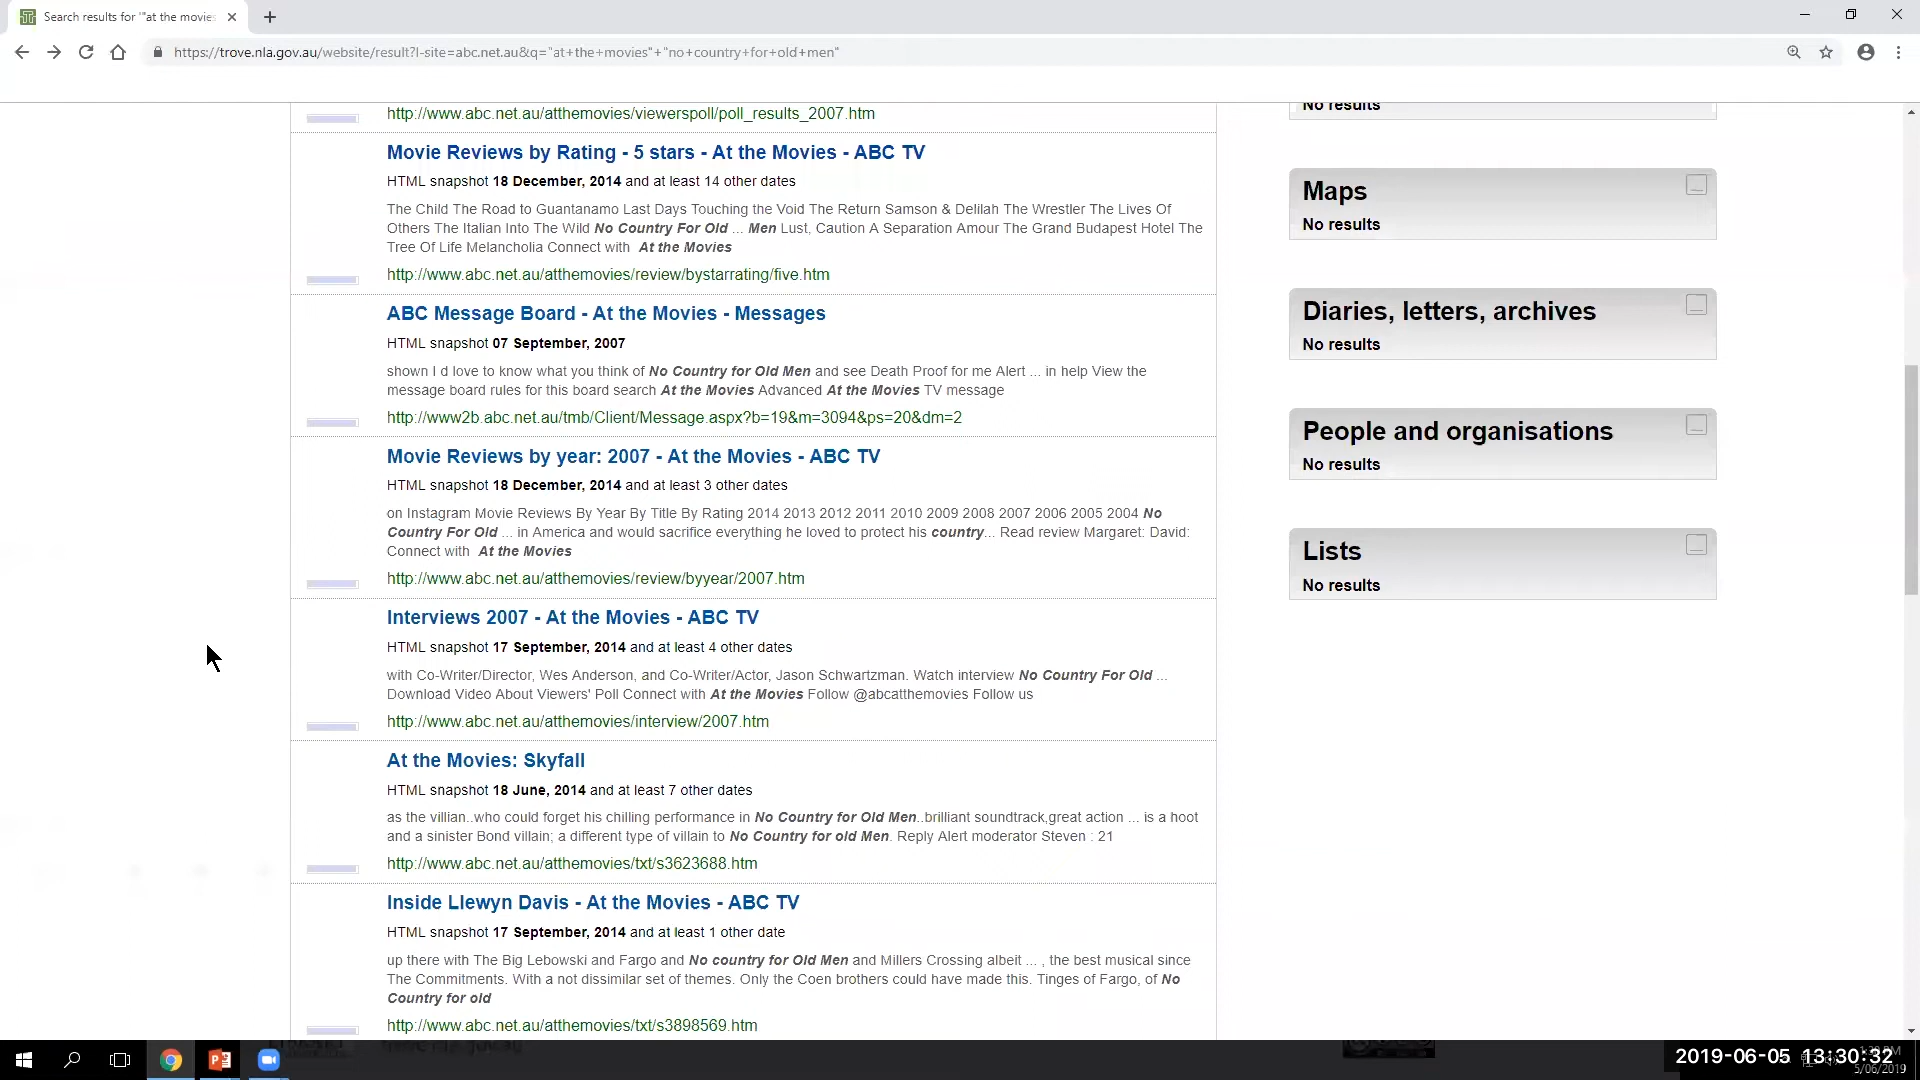 Search results for '"at the movies
https://trove.nla.gov.au/website/result?l-site=abc.net.au&q="at+the+movies"+"no+country+for+old+men"
http://www.abc.net.au/atthemovies/viewerspoll/poll_results_2007.htm
Movie Reviews by Rating - 5 stars - At the Movies - ABC TV
HTML snapshot 18 December, 2014 and at least 14 other dates
The Child The Road to Guantanamo Last Days Touching the Void The Return Samson & Delilah The Wrestler The Lives Of
Others The Italian Into The Wild No Country For Old ... Men Lust, Caution A Separation Amour The Grand Budapest Hotel The
Tree Of Life Melancholia Connect with At the Movies
http://www.abc.net.au/atthemovies/review/bystarrating/five.htm
ABC Message Board - At the Movies - Messages
HTML snapshot 07 September, 2007
shown I d love to know what you think of No Country for Old Men and see Death Proof for me Alert ... in help View the
message board rules for this board search At the Movies Advanced At the Movies TV message
http://www2b.abc.net.au/tmb/Client/Message.aspx?b=19&m=3094&ps=20&dm=2
Movie Reviews by year: 2007 - At the Movies - ABC TV
HTML snapshot 18 December, 2014 and at least 3 other dates
on Instagram Movie Reviews By Year By Title By Rating 2014 2013 2012 2011 2010 2009 2008 2007 2006 2005 2004 No
Country For Old ... in America and would sacrifice everything he loved to protect his country... Read review Margaret: David:
Connect with At the Movies
http://www.abc.net.au/atthemovies/review/byyear/2007.htm
Interviews 2007 - At the Movies - ABC TV
HTML snapshot 17 September, 2014 and at least 4 other dates
with Co-Writer/Director, Wes Anderson, and Co-Writer/Actor, Jason Schwartzman. Watch interview No Country For Old ...
Download Video About Viewers' Poll Connect with At the Movies Follow @abcatthemovies Follow us
http://www.abc.net.au/atthemovies/interview/2007.htm
At the Movies: Skyfall
HTML snapshot 18 June, 2014 and at least 7 other dates
as the villian..who could forget his chilling performance in No Country for Old Men..brilliant soundtrack,great action ... is a hoot
and a sinister Bond villain; a different type of villain to No Country for old Men. Reply Alert moderator Steven : 21
http://www.abc.net.au/atthemovies/txt/s3623688.htm
Inside Llewyn Davis - At the Movies - ABC TV
HTML snapshot 17 September, 2014 and at least 1 other date
up there with The Big Lebowski and Fargo and No country for Old Men and Millers Crossing albeit ... , the best musical since
The Commitments. With a not dissimilar set of themes. Only the Coen brothers could have made this. Tinges of Fargo, of No
Country for old
http://www.abc.net.au/atthemovies/txt/s3898569.htm
No results
Maps
No results
Diaries, letters, archives
No results
People and organisations
No results
Lists
No results
2019-06-05 13:30:32
5/06/2019